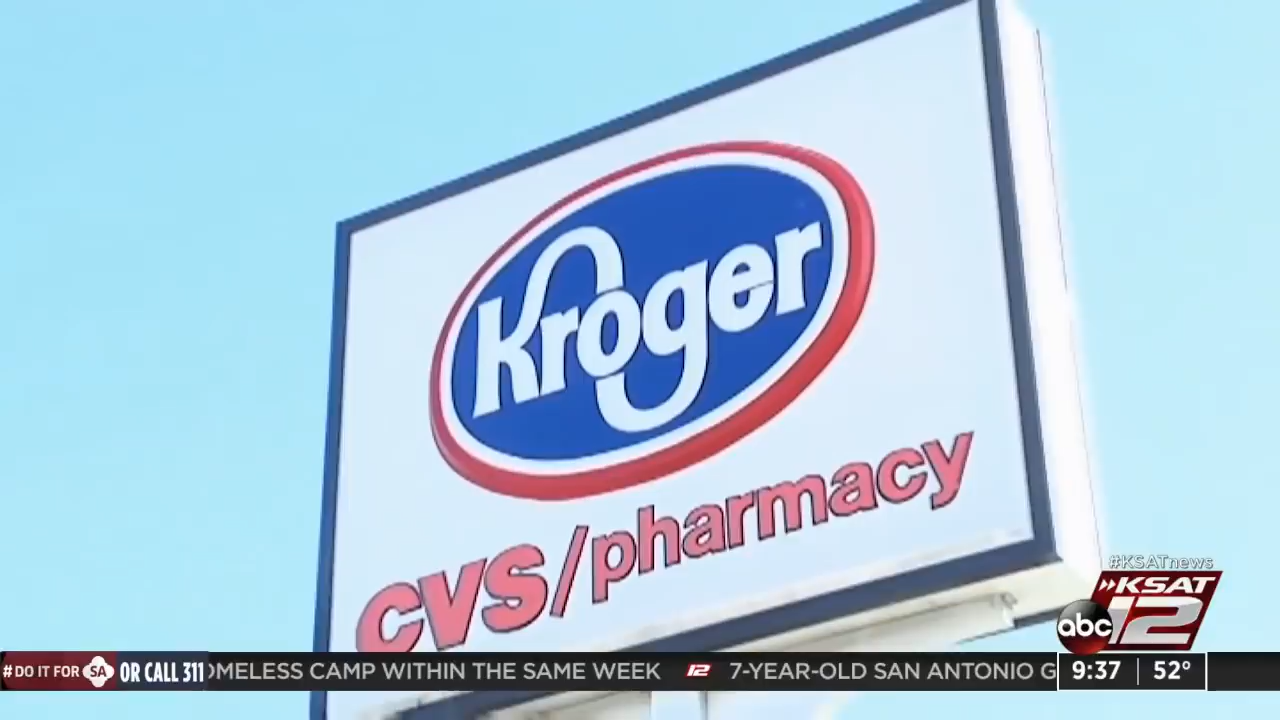 Kroger
CVS/pharmacy
#KSATnews
KSAT
abc 12
#DO IT FOR SA OR CALL 311 OMELESS CAMP WITHIN THE SAME WEEK 12 7-YEAR-OLD SAN ANTONIO G 9:37 52°